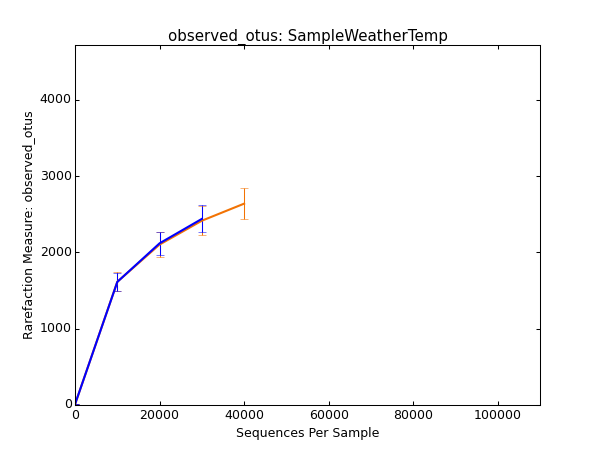 observed_otus: SampleWeatherTemp
Rarefaction Measure: observed_otus
4000
3000
2000
1000
0
0 20000 40000 60000 80000 100000
Sequences Per Sample